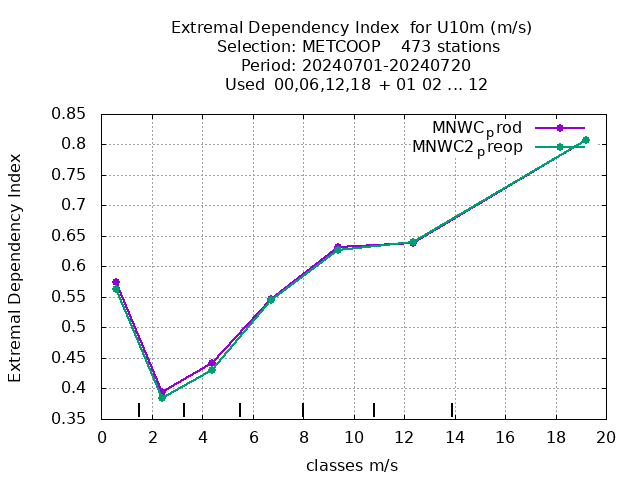 Extremal Dependency Index for U10m (m/s)
Selection: METCOOP 473 stations
Period: 20240701-20240720
Used 00,06,12,18 + 01 02 ... 12
MNWC_prod
MNWC2_preop
0.85
0.8
0.75
0.7
0.65
0.6
0.55
0.5
0.45
0.4
0.35
Extremal Dependency Index
0 2 4 6 8 10 12 14 16 18 20
classes m/s